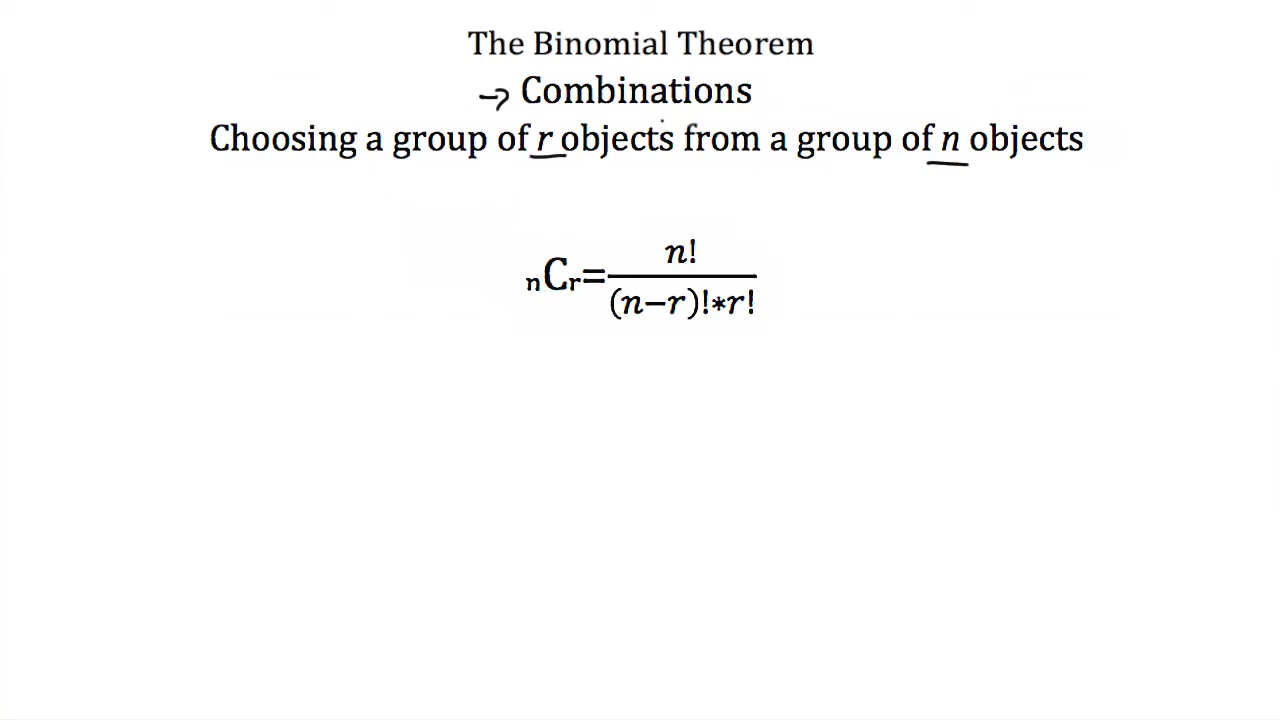 The Binomial Theorem
→ Combinations
Choosing a group of r objects from a group of n objects
nCr=n!/(n−r)!*r!